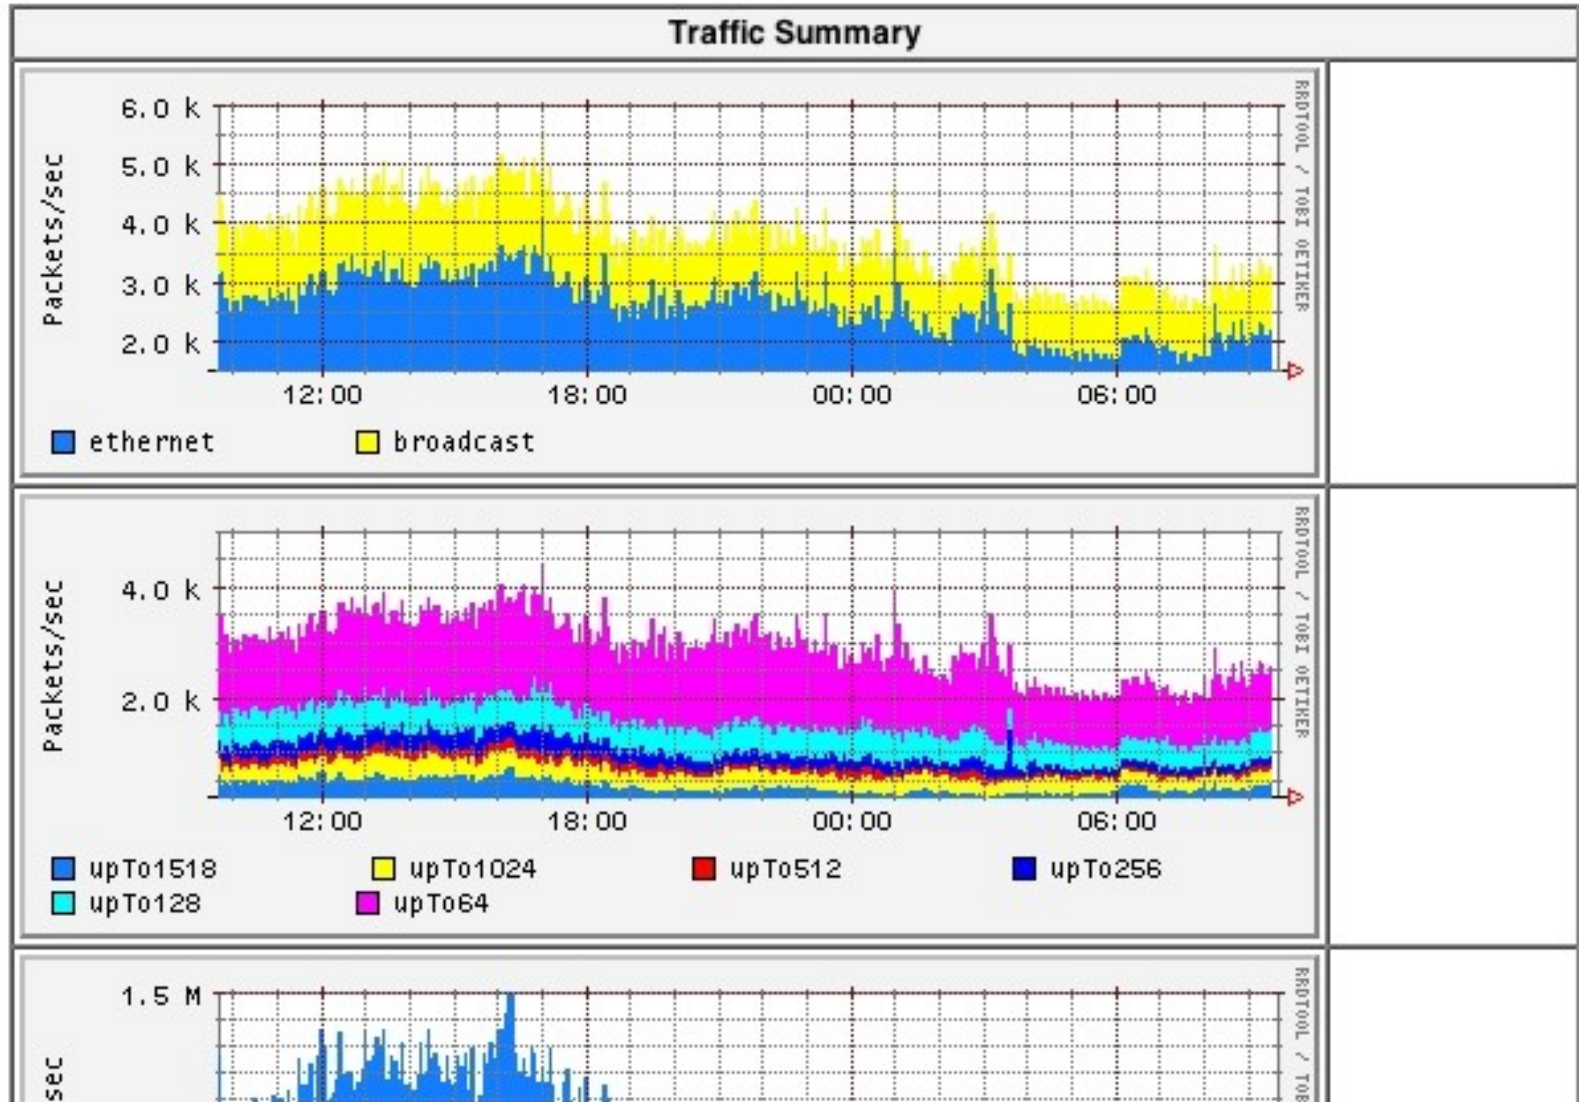 Traffic Summary
6.0 k
5.0 k
4.0 k
3.0 k
2.0 k
Packets/sec
12:00 18:00 00:00 06:00
ethernet broadcast
RRDTOOL / TOBI OETIKER
4.0 k
2.0 k
Packets/sec
12:00 18:00 00:00 06:00
upTo1518 upTo1024 upTo512 upTo256
upTo128 upTo64
RRDTOOL / TOBI OETIKER
1.5 M
sec
RRDTOOL / TOB